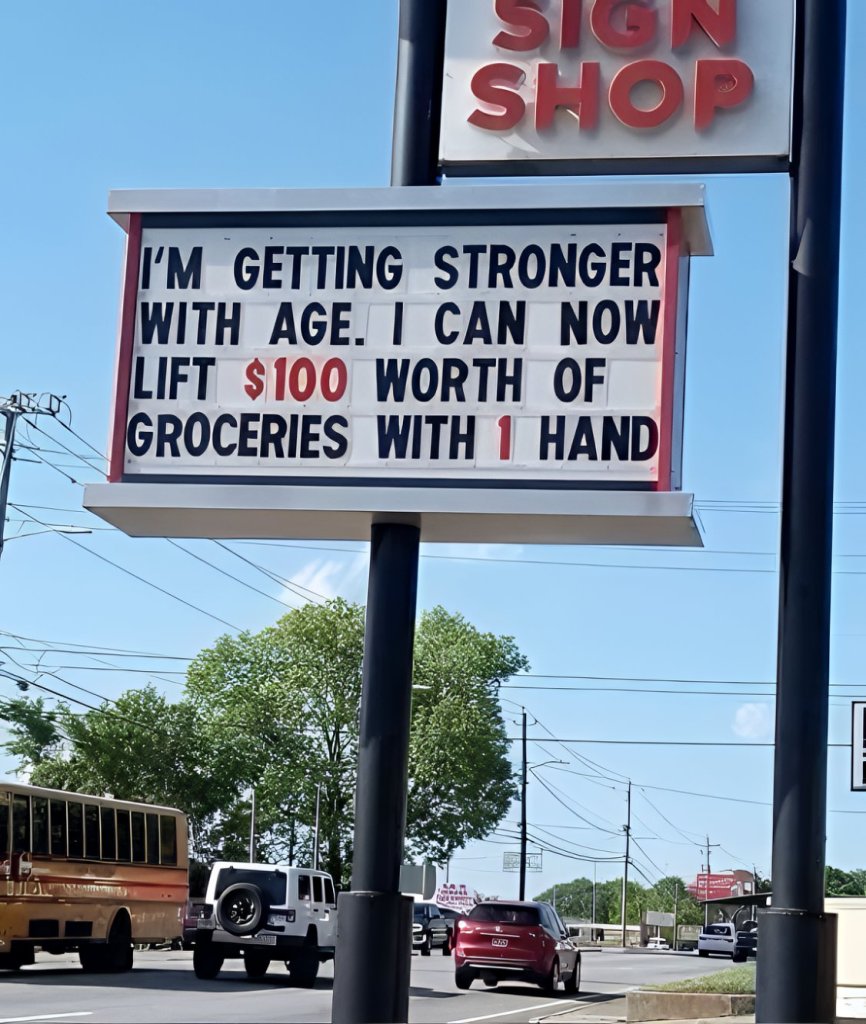 SIGN
SHOP
I'M GETTING STRONGER
WITH AGE. I CAN NOW
LIFT $100 WORTH OF
GROCERIES WITH 1 HAND